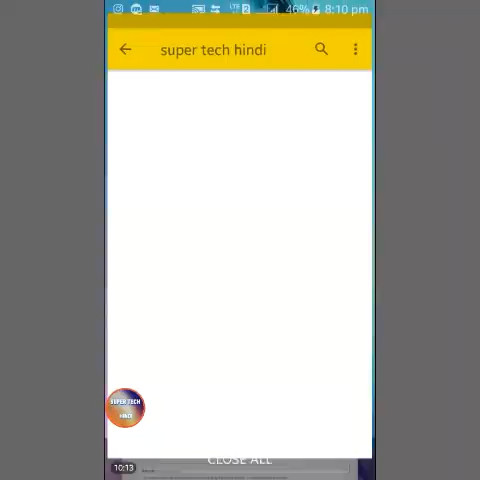 46% 8:10 pm
super tech hindi
SUPER TECH
HINDI
CLOSE ALL
10:13